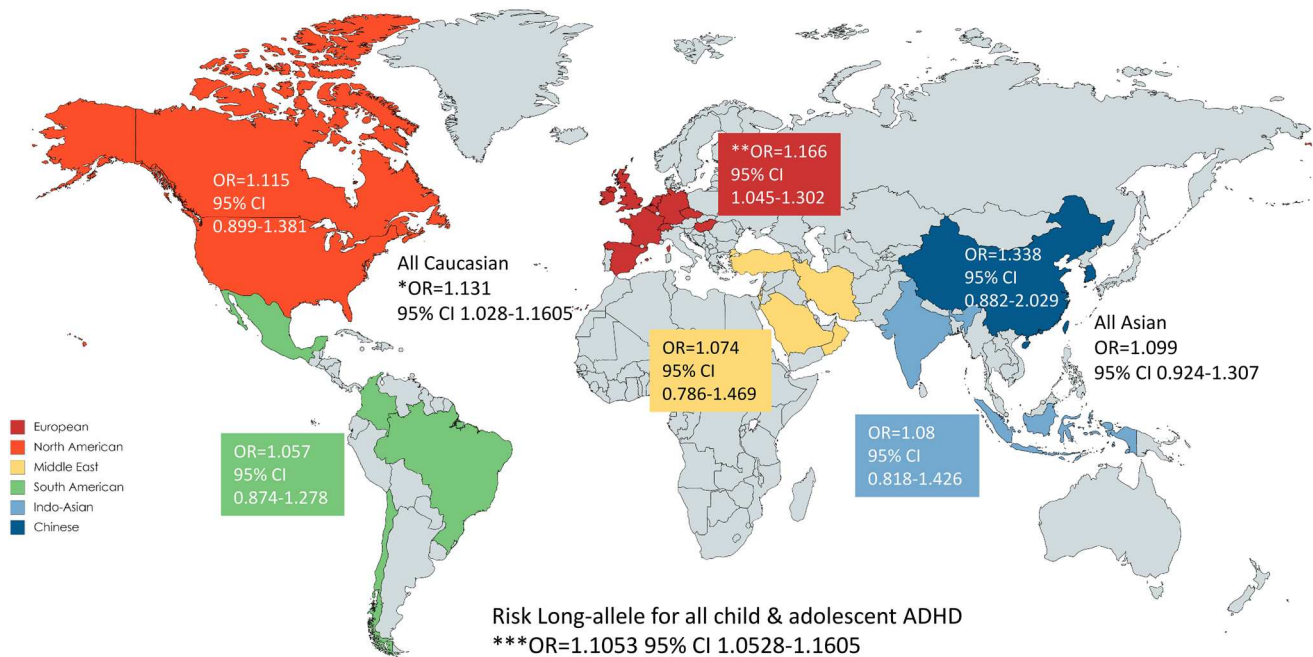 OR=1.115
95% CI
0.899-1.381
All Caucasian
*OR=1.131
95% CI 1.028-1.1605
**OR=1.166
95% CI
1.045-1.302
OR=1.338
95% CI
0.882-2.029
All Asian
OR=1.099
95% CI 0.924-1.307
OR=1.074
95% CI
0.786-1.469
OR=1.08
95% CI
0.818-1.426
OR=1.057
95% CI
0.874-1.278
European
North American
Middle East
South American
Indo-Asian
Chinese
Risk Long-allele for all child & adolescent ADHD
***OR=1.1053 95% CI 1.0528-1.1605